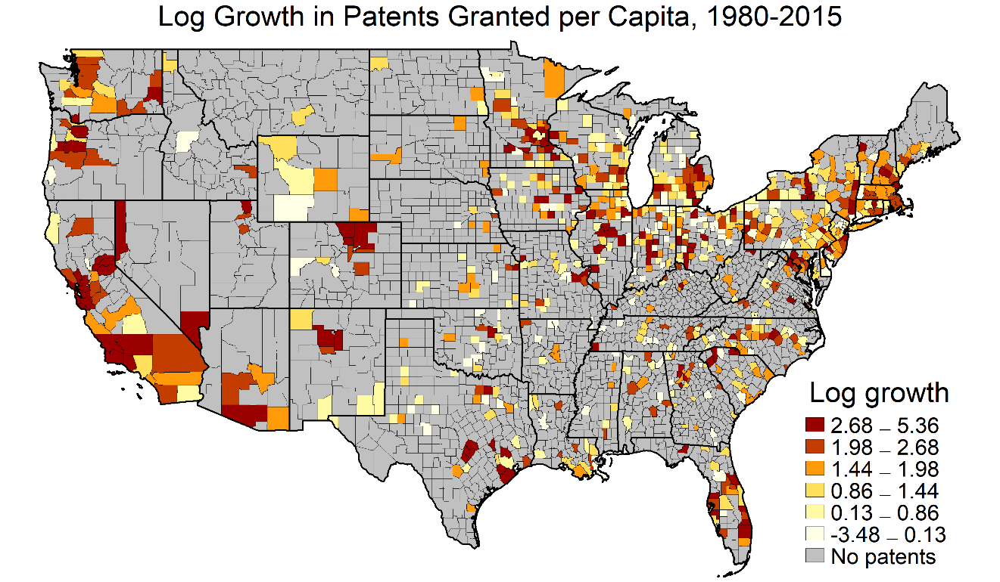 Log Growth in Patents Granted per Capita, 1980-2015
Log growth
2.68 – 5.36
1.98 – 2.68
1.44 – 1.98
0.86 – 1.44
0.13 – 0.86
-3.48 – 0.13
No patents